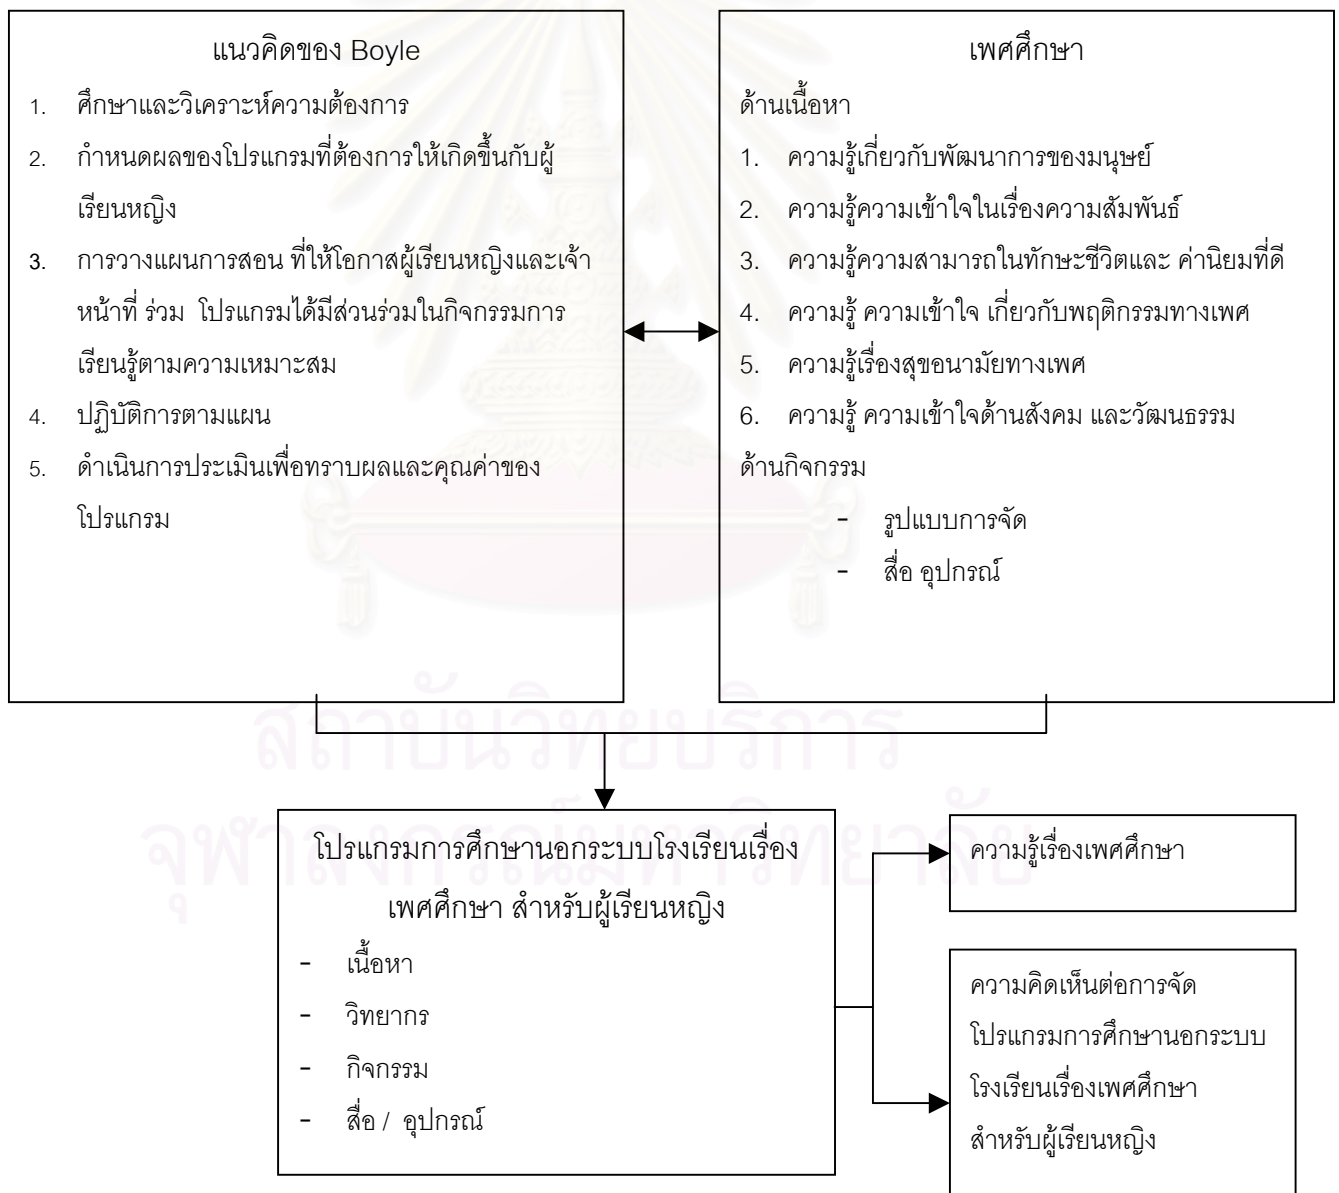 แนวคิดของ Boyle
1. ศึกษาและวิเคราะห์ความต้องการ
2. กำหนดผลของโปรแกรมที่ต้องการให้เกิดขึ้นกับผู้
เรียนหญิง
3. การวางแผนการสอน ที่ให้โอกาสผู้เรียนหญิงและเจ้า
หน้าที่ ร่วม โปรแกรมได้มีส่วนร่วมในกิจกรรมการ
เรียนรู้ตามความเหมาะสม
4. ปฏิบัติการตามแผน
5. ดำเนินการประเมินเพื่อทราบผลและคุณค่าของ
โปรแกรม
เพศศึกษา
ด้านเนื้อหา
1. ความรู้เกี่ยวกับพัฒนาการของมนุษย์
2. ความรู้ความเข้าใจในเรื่องความสัมพันธ์
3. ความรู้ความสามารถในทักษะชีวิตและ ค่านิยมที่ดี
4. ความรู้ ความเข้าใจ เกี่ยวกับพฤติกรรมทางเพศ
5. ความรู้เรื่องสุขอนามัยทางเพศ
6. ความรู้ ความเข้าใจด้านสังคม และวัฒนธรรม
ด้านกิจกรรม
- รูปแบบการจัด
- สื่อ อุปกรณ์
สถาบันวิทยบริการ
จุฬาลงกรณ์มหาวิทยาลัย
โปรแกรมการศึกษานอกระบบโรงเรียนเรื่อง
เพศศึกษา สำหรับผู้เรียนหญิง
- เนื้อหา
- วิทยากร
- กิจกรรม
- สื่อ / อุปกรณ์
ความรู้เรื่องเพศศึกษา
ความคิดเห็นต่อการจัด
โปรแกรมการศึกษานอกระบบ
โรงเรียนเรื่องเพศศึกษา
สำหรับผู้เรียนหญิง